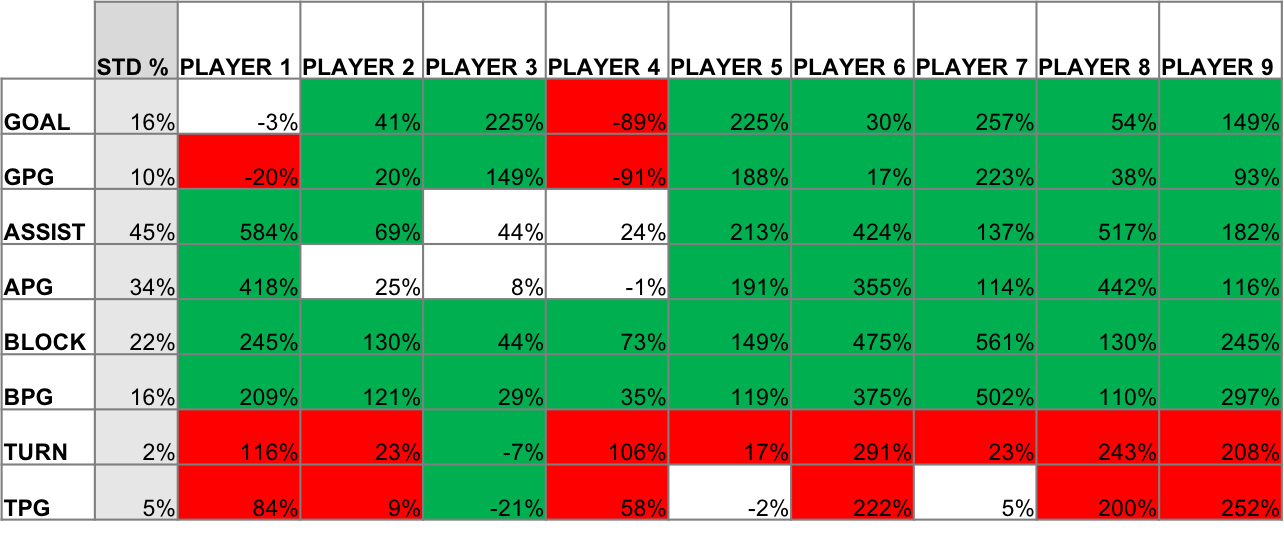 STD % PLAYER 1 PLAYER 2 PLAYER 3 PLAYER 4 PLAYER 5 PLAYER 6 PLAYER 7 PLAYER 8 PLAYER 9
GOAL 16% -3% 41% 225% -89% 225% 30% 257% 54% 149%
GPG 10% -20% 20% 149% -91% 188% 17% 223% 38% 93%
ASSIST 45% 584% 69% 44% 24% 213% 424% 137% 517% 182%
APG 34% 418% 25% 8% -1% 191% 355% 114% 442% 116%
BLOCK 22% 245% 130% 44% 73% 149% 475% 561% 130% 245%
BPG 16% 209% 121% 29% 35% 119% 375% 502% 110% 297%
TURN 2% 116% 23% -7% 106% 17% 291% 23% 243% 208%
TPG 5% 84% 9% -21% 58% -2% 222% 5% 200% 252%